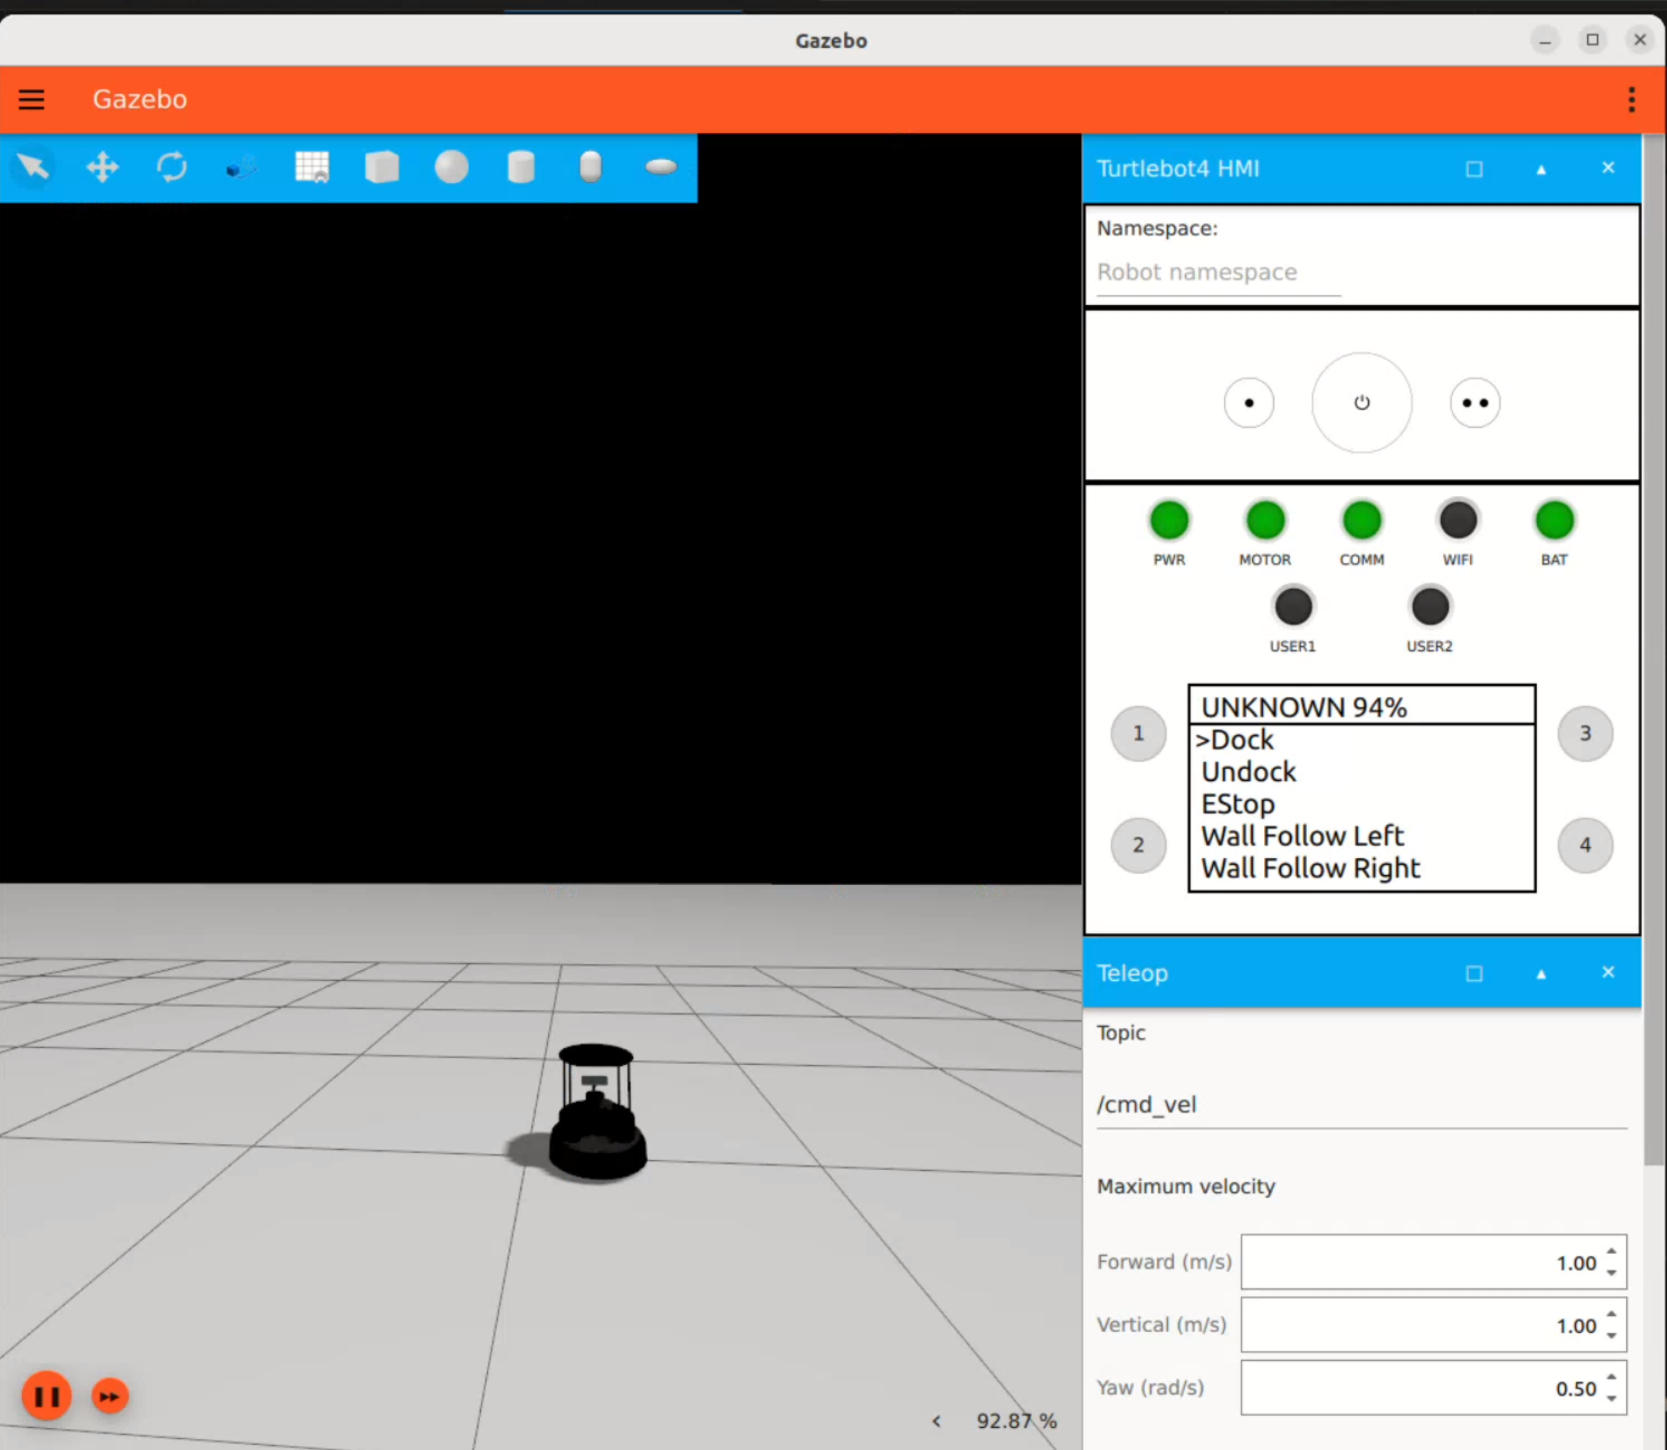 Gazebo
Gazebo
Turtlebot4 HMI
Namespace:
Robot namespace
PWR MOTOR COMM WIFI BAT
USER1 USER2
UNKNOWN 94%
1
>Dock
3
Undock
EStop
2
Wall Follow Left
4
Wall Follow Right
Teleop
Topic
/cmd_vel
Maximum velocity
Forward (m/s) 1.00
Vertical (m/s) 1.00
Yaw (rad/s) 0.50
< 92.87 %